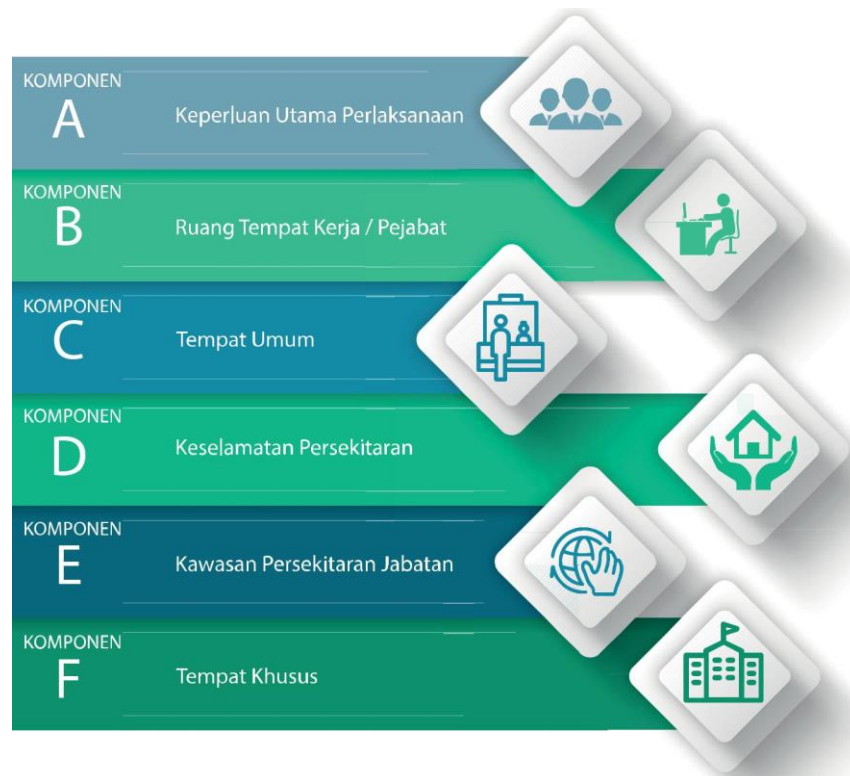 KOMPONEN
A
Keperluan Utama Perlaksanaan
KOMPONEN
B
Ruang Tempat Kerja / Pejabat
KOMPONEN
C
Tempat Umum
KOMPONEN
D
Keselamatan Persekitaran
KOMPONEN
E
Kawasan Persekitaran Jabatan
KOMPONEN
F
Tempat Khusus